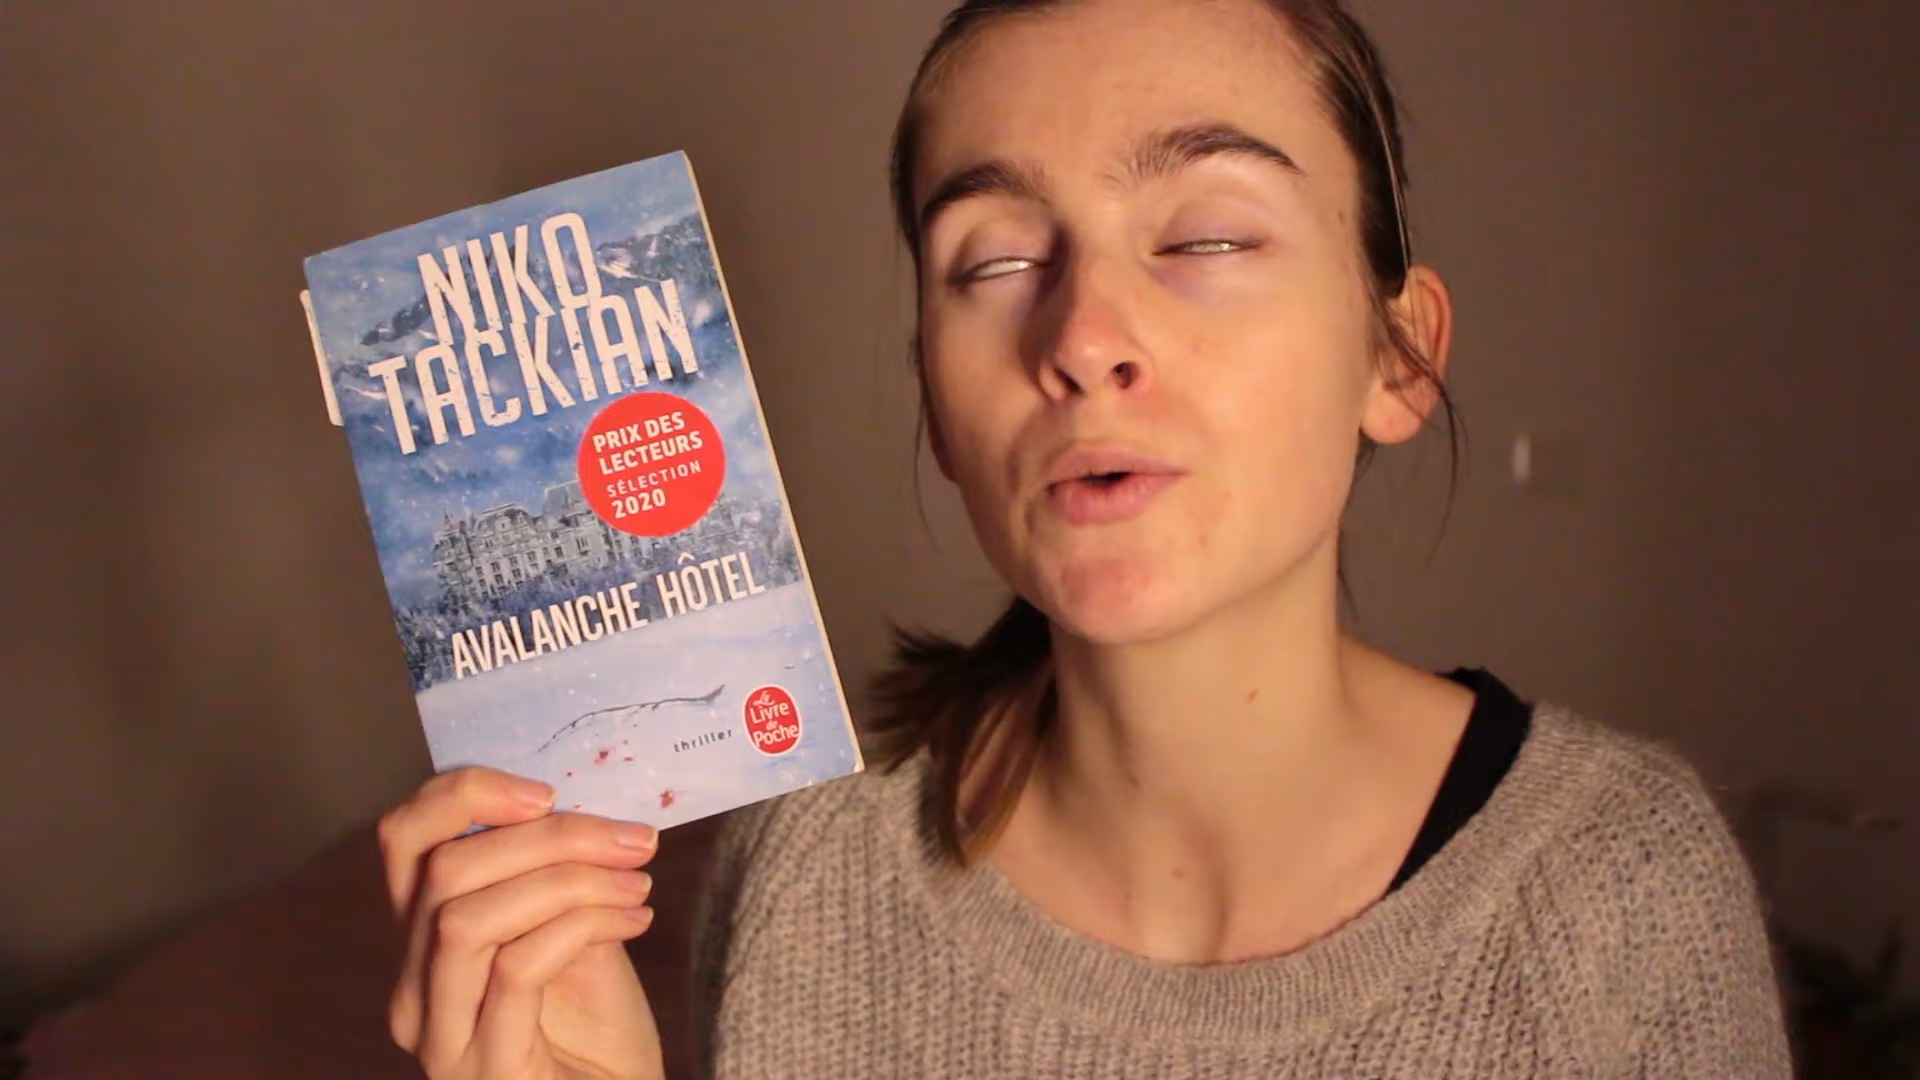 NIKO
TACKIAN
PRIX DES
LECTEURS
SÉLECTION
2020
AVALANCHE HÔTEL
thriller
Le
Livre
de
Poche